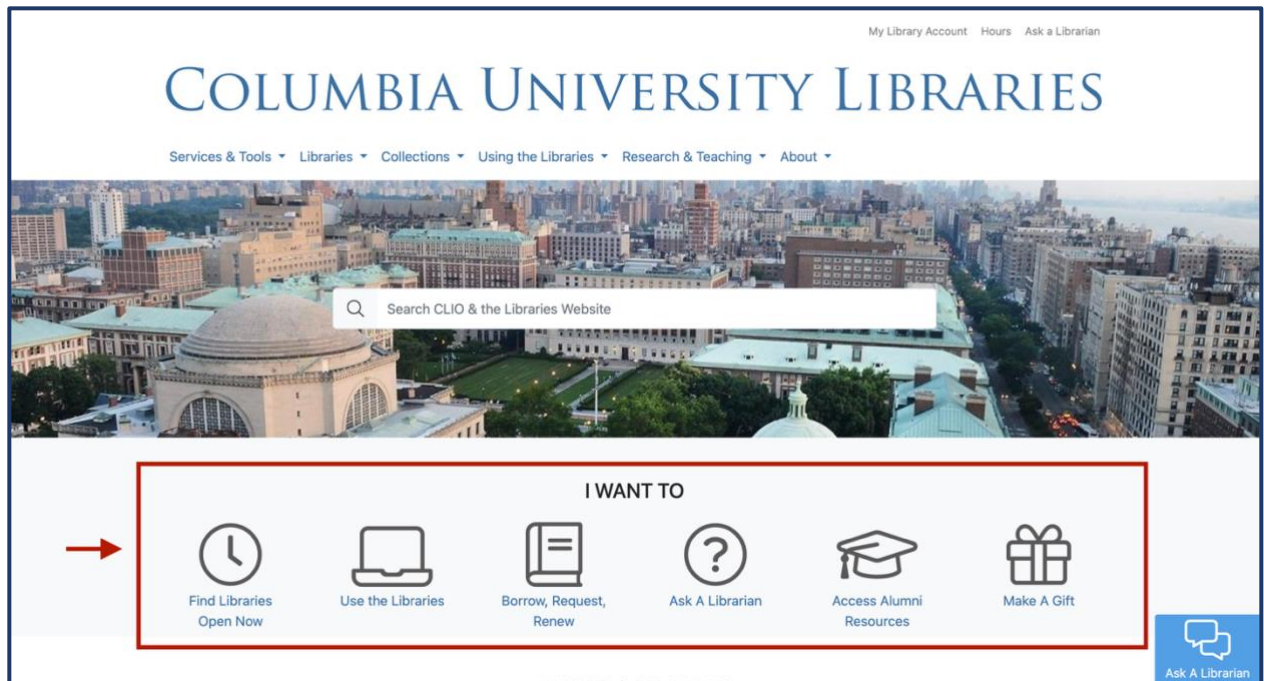 My Library Account Hours Ask a Librarian
COLUMBIA UNIVERSITY LIBRARIES
Services & Tools Libraries Collections Using the Libraries Research & Teaching About
Search CLIO & the Libraries Website
I WANT TO
Find Libraries Open Now
Use the Libraries
Borrow, Request, Renew
Ask A Librarian
Access Alumni Resources
Make A Gift
Ask A Librarian